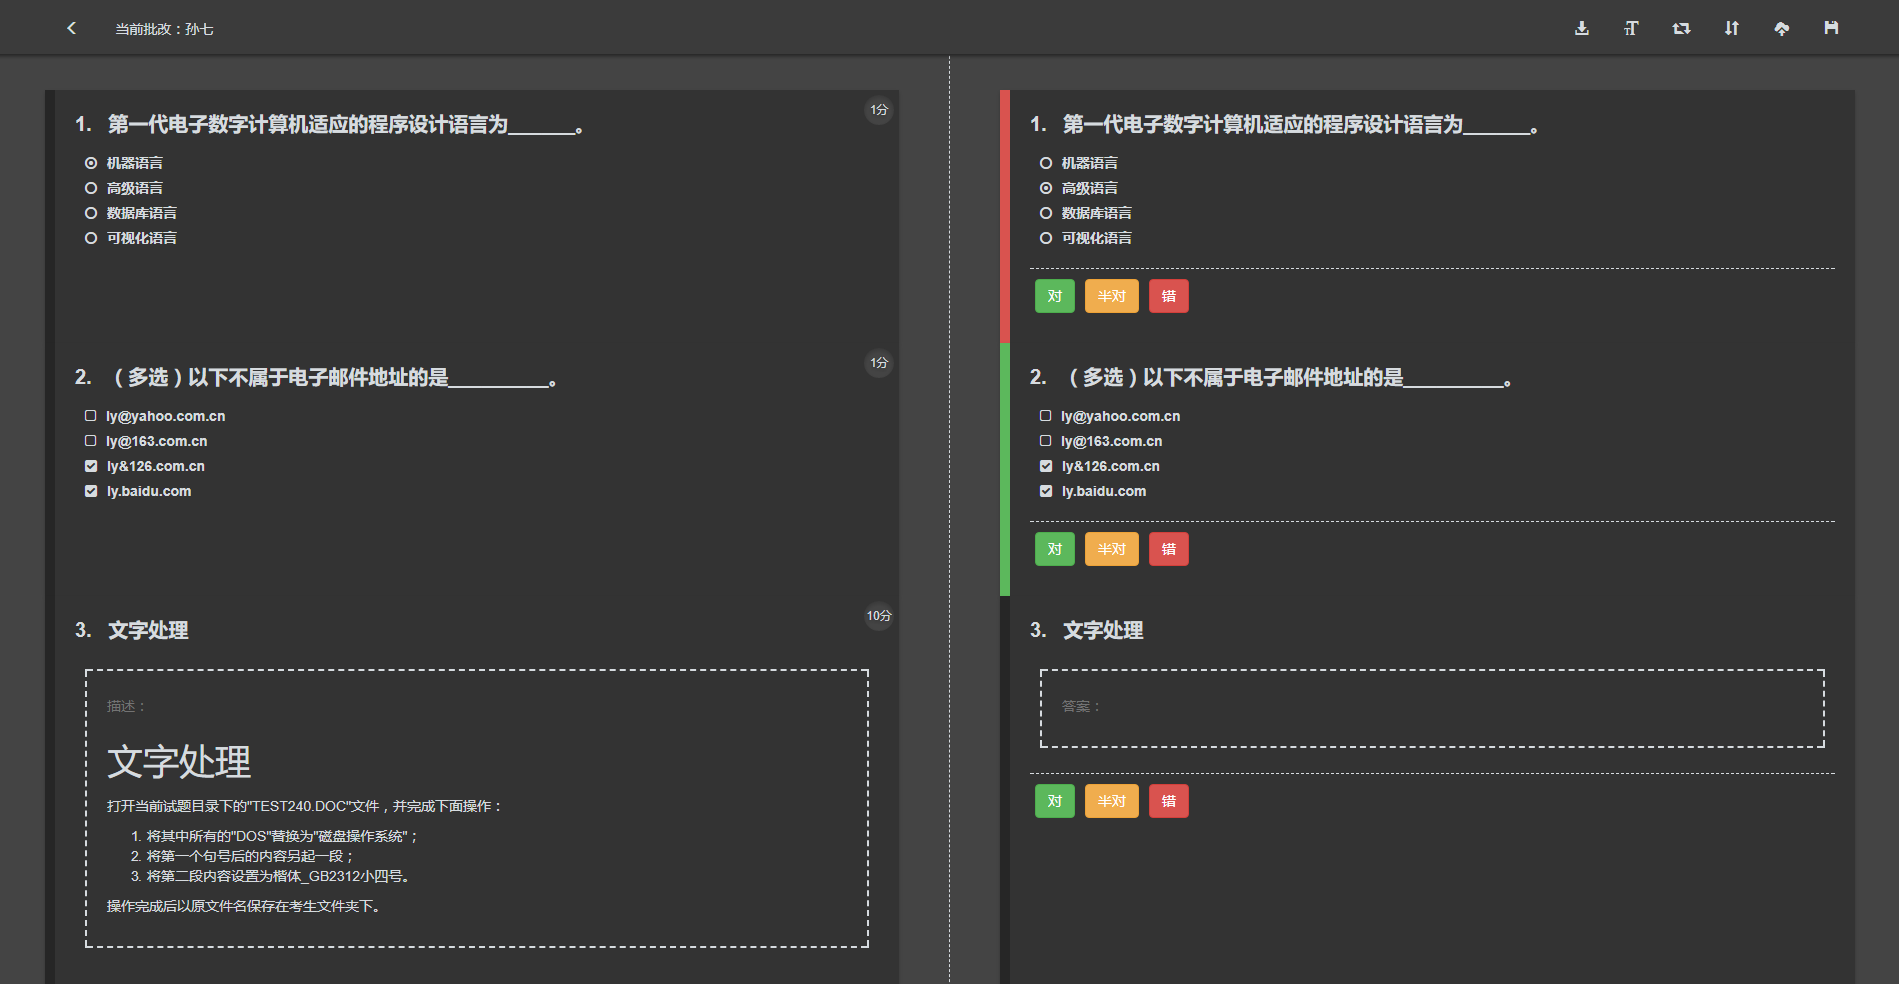 当前批改：孙七
1. 第一代电子数字计算机适应的程序设计语言为______。
1分
机器语言
高级语言
数据库语言
可视化语言
2. （多选）以下不属于电子邮件地址的是_________。
1分
ly@yahoo.com.cn
ly@163.com.cn
ly&126.com.cn
ly.baidu.com
3. 文字处理
10分
描述：
文字处理
打开当前试题目录下的"TEST240.DOC"文件，并完成下面操作：
1. 将其中所有的"DOS"替换为"磁盘操作系统"；
2. 将第一个句号后的内容另起一段；
3. 将第二段内容设置为楷体_GB2312小四号。
操作完成后以原文件名保存在考生文件夹下。
1. 第一代电子数字计算机适应的程序设计语言为______。
机器语言
高级语言
数据库语言
可视化语言
对 半对 错
2. （多选）以下不属于电子邮件地址的是_________。
ly@yahoo.com.cn
ly@163.com.cn
ly&126.com.cn
ly.baidu.com
对 半对 错
3. 文字处理
答案：
对 半对 错